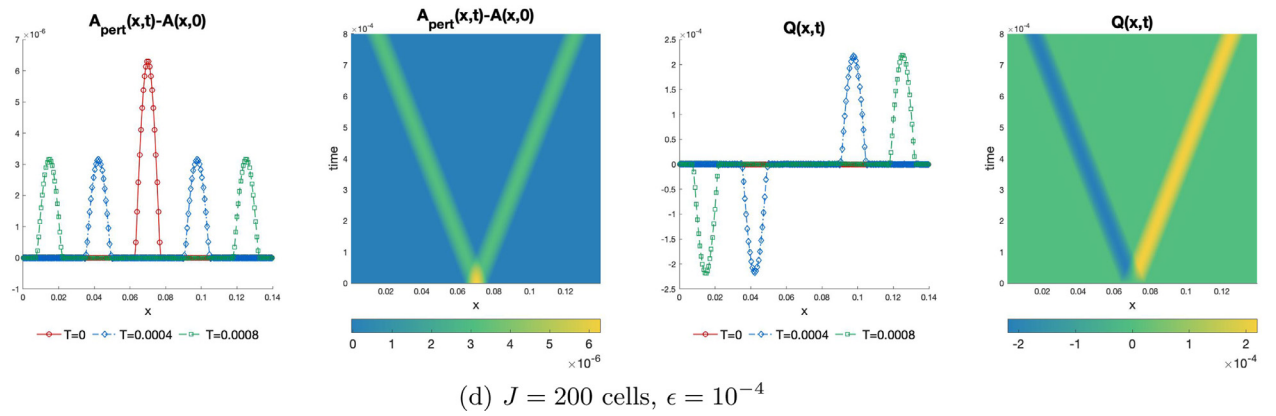 A_pert(x,t)-A(x,0)
×10^-6
7
6
5
4
3
2
1
0
-1
0 0.02 0.04 0.06 0.08 0.1 0.12 0.14
x
T=0 T=0.0004 T=0.0008
A_pert(x,t)-A(x,0)
×10^-4
8
7
6
5
4
3
2
1
0
time
0.02 0.04 0.06 0.08 0.1 0.12
x
0 1 2 3 4 5 6
×10^-6
Q(x,t)
×10^-4
2.5
2
1.5
1
0.5
0
-0.5
-1
-1.5
-2
-2.5
0 0.02 0.04 0.06 0.08 0.1 0.12 0.14
x
T=0 T=0.0004 T=0.0008
Q(x,t)
×10^-4
8
7
6
5
4
3
2
1
0
time
0.02 0.04 0.06 0.08 0.1 0.12
x
-2 -1 0 1 2
×10^-4
(d) J = 200 cells, ϵ = 10^−4